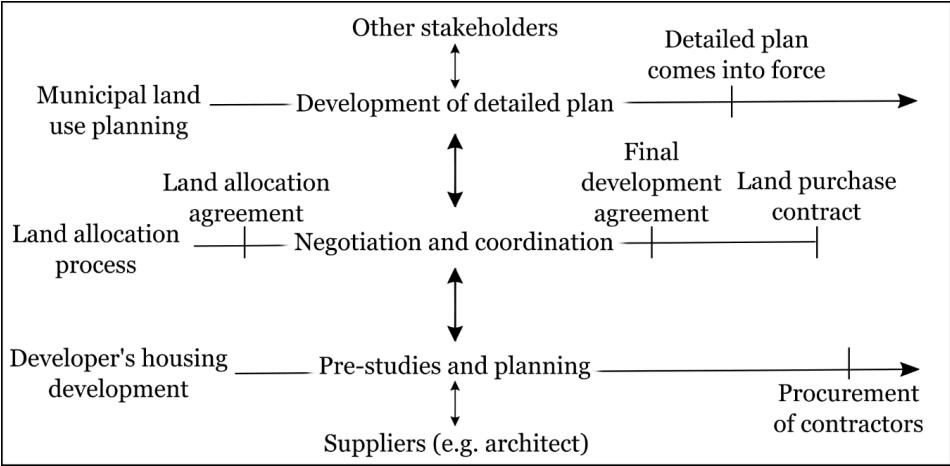 Other stakeholders
Detailed plan
comes into force
Municipal land
use planning
Development of detailed plan
Final
development
agreement
Land allocation
agreement
Land purchase
contract
Land allocation
process
Negotiation and coordination
Developer's housing
development
Pre-studies and planning
Procurement
of contractors
Suppliers (e.g. architect)